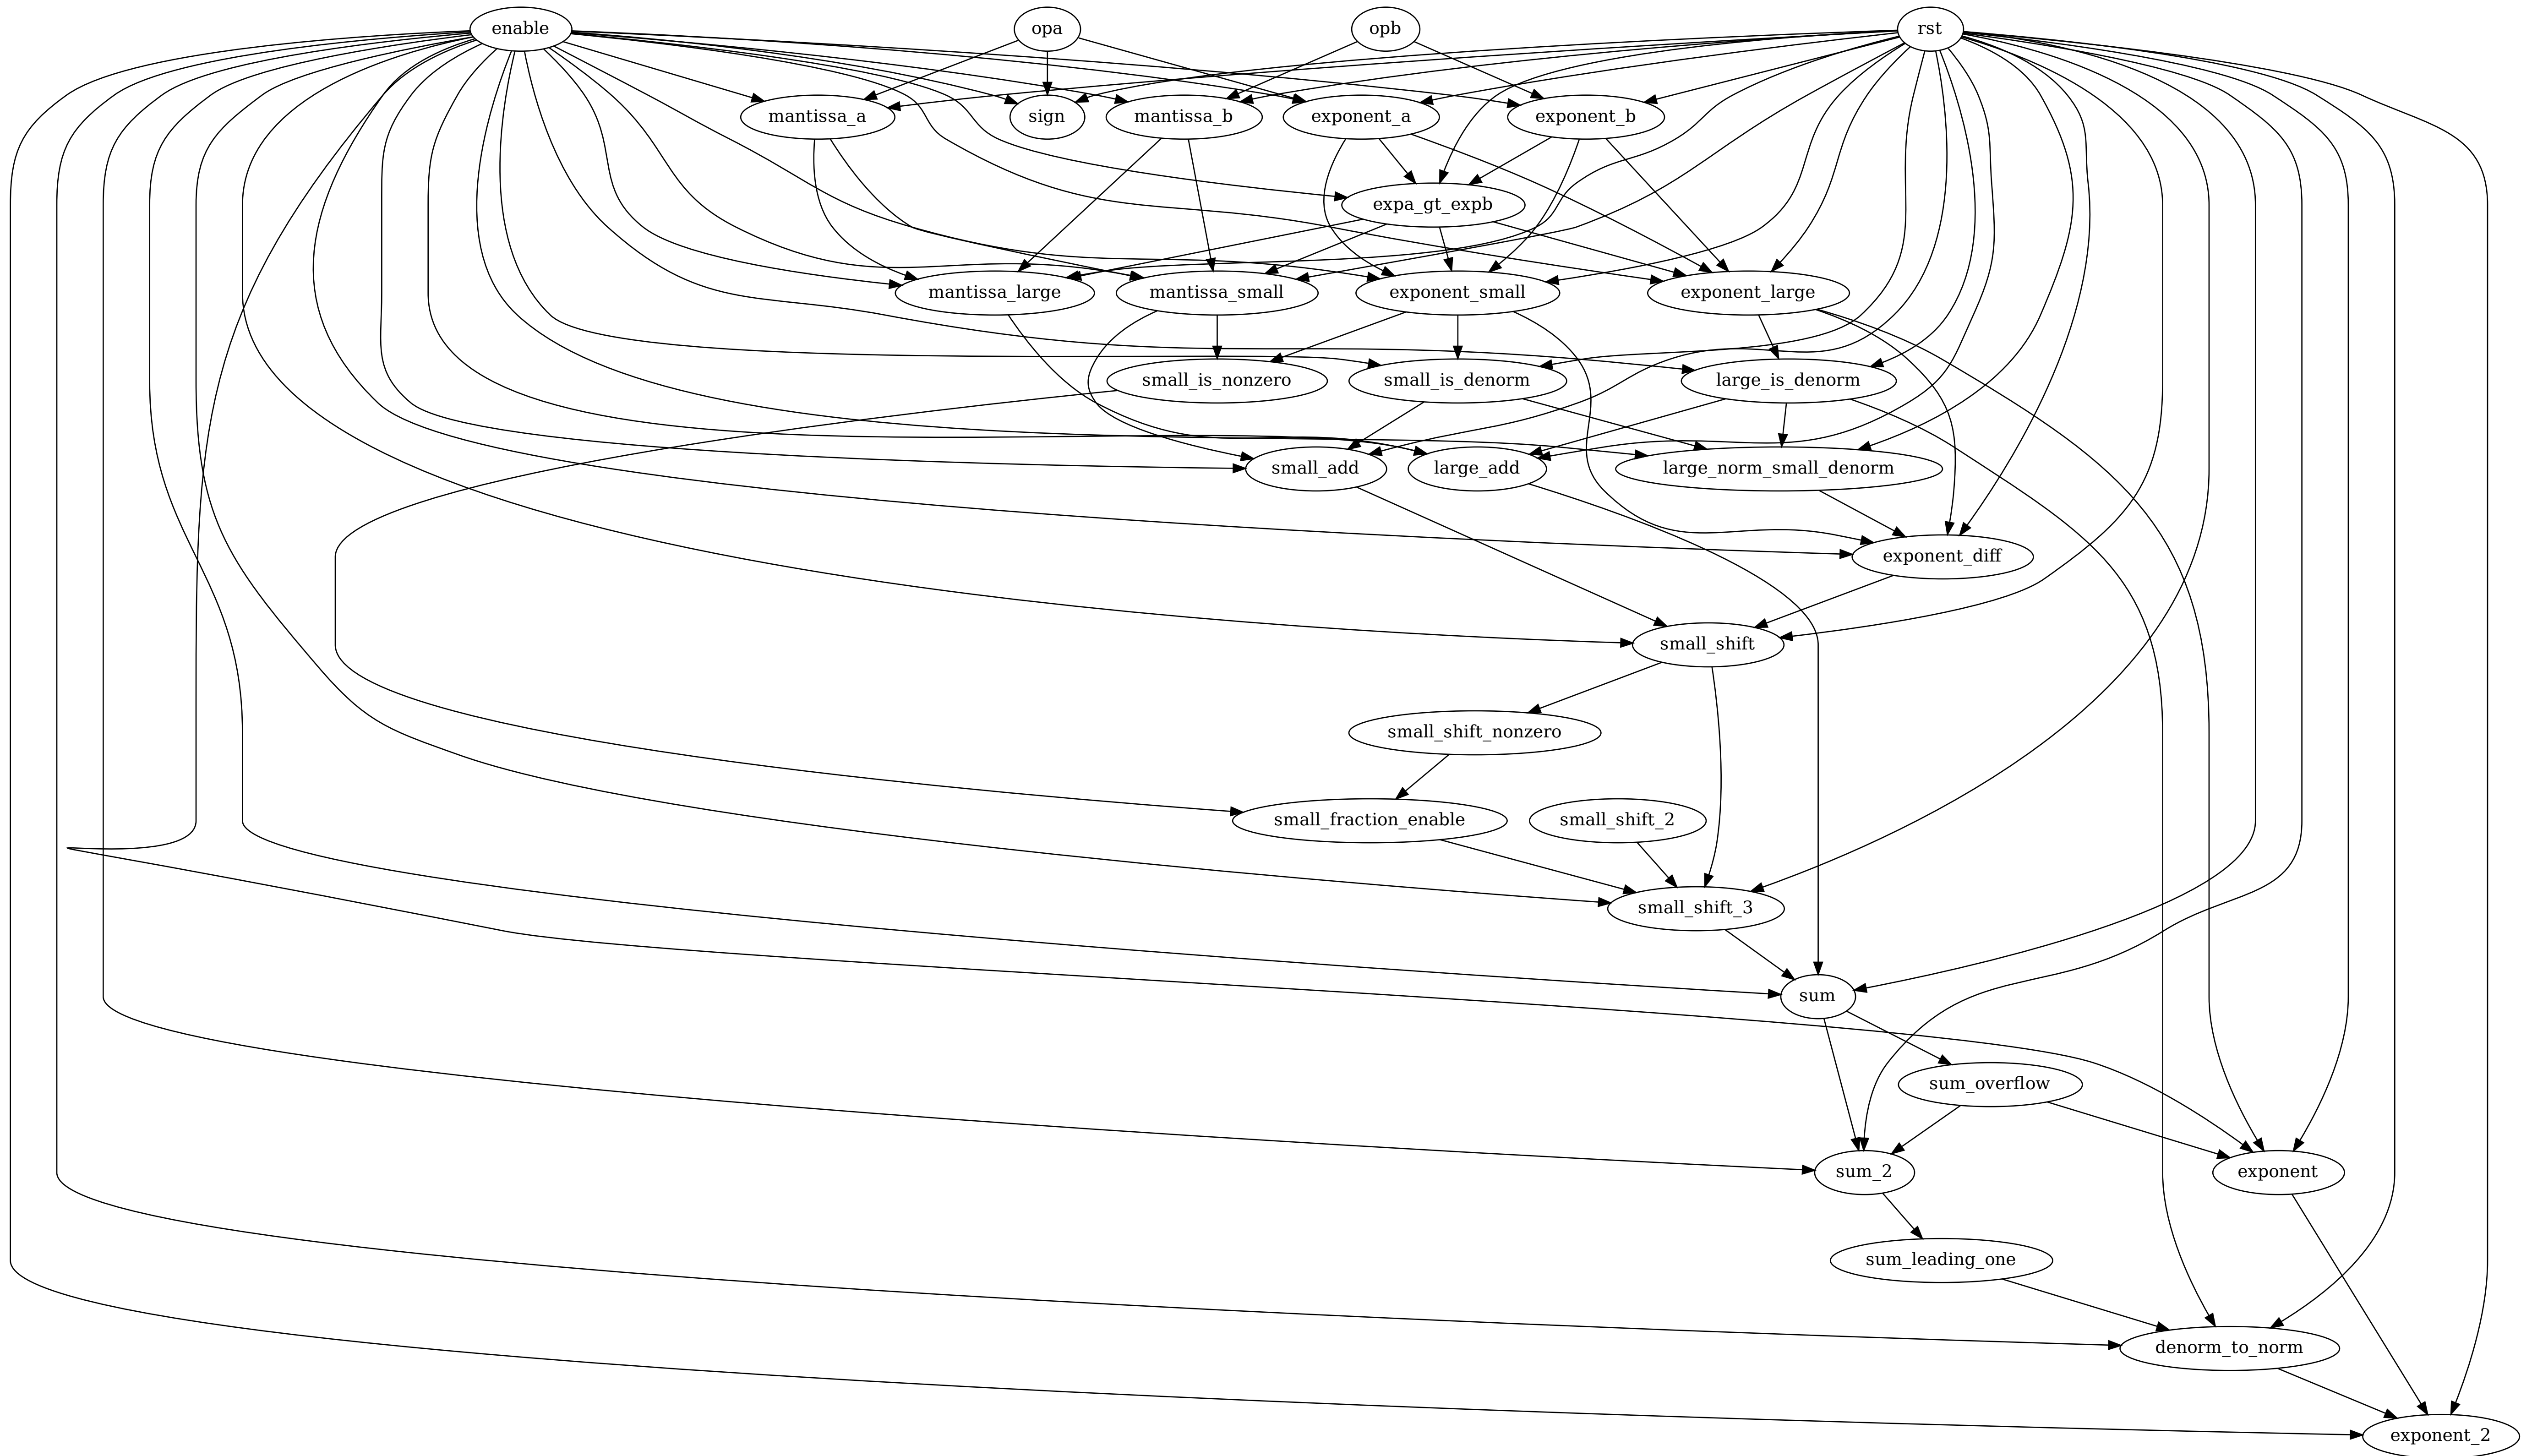 enable
opa
opb
rst
mantissa_a
sign
mantissa_b
exponent_a
exponent_b
expa_gt_expb
mantissa_large
mantissa_small
exponent_small
exponent_large
small_is_nonzero
small_is_denorm
large_is_denorm
small_add
large_add
large_norm_small_denorm
exponent_diff
small_shift
small_shift_nonzero
small_fraction_enable
small_shift_2
small_shift_3
sum
sum_overflow
sum_2
exponent
sum_leading_one
denorm_to_norm
exponent_2